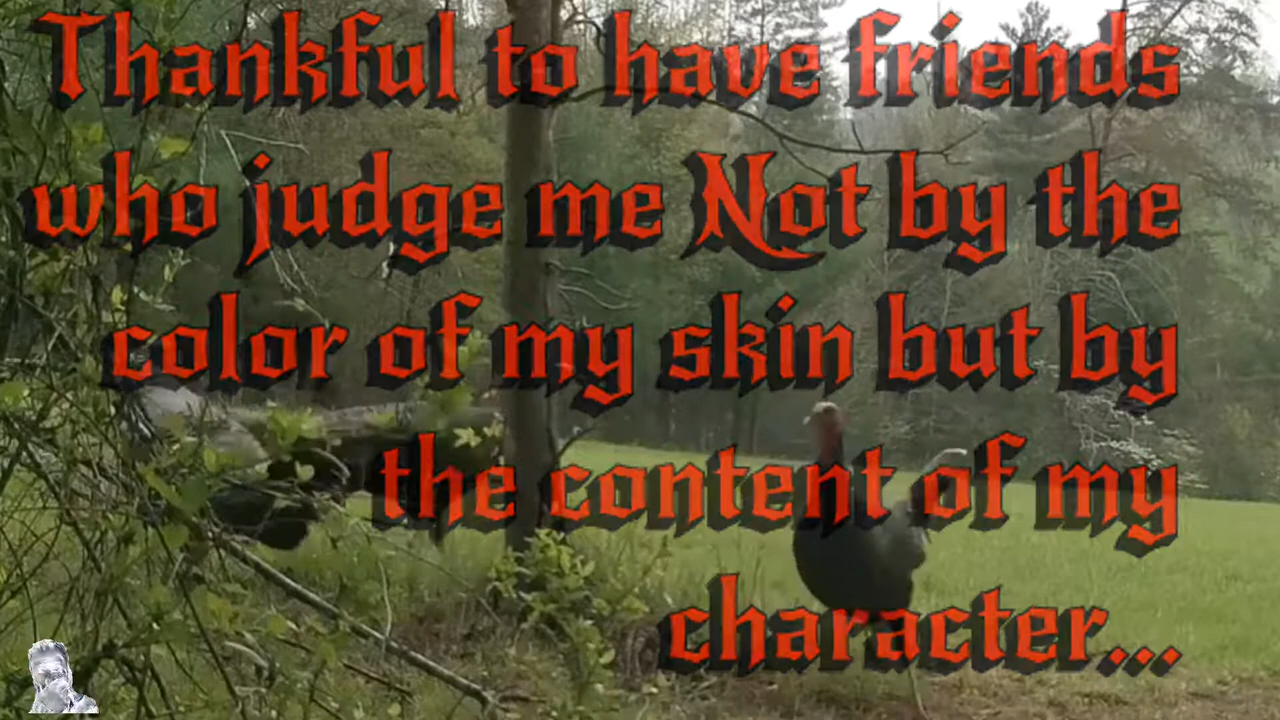 Thankful to have friends
who judge me Not by the
color of my skin but by
the content of my
character...